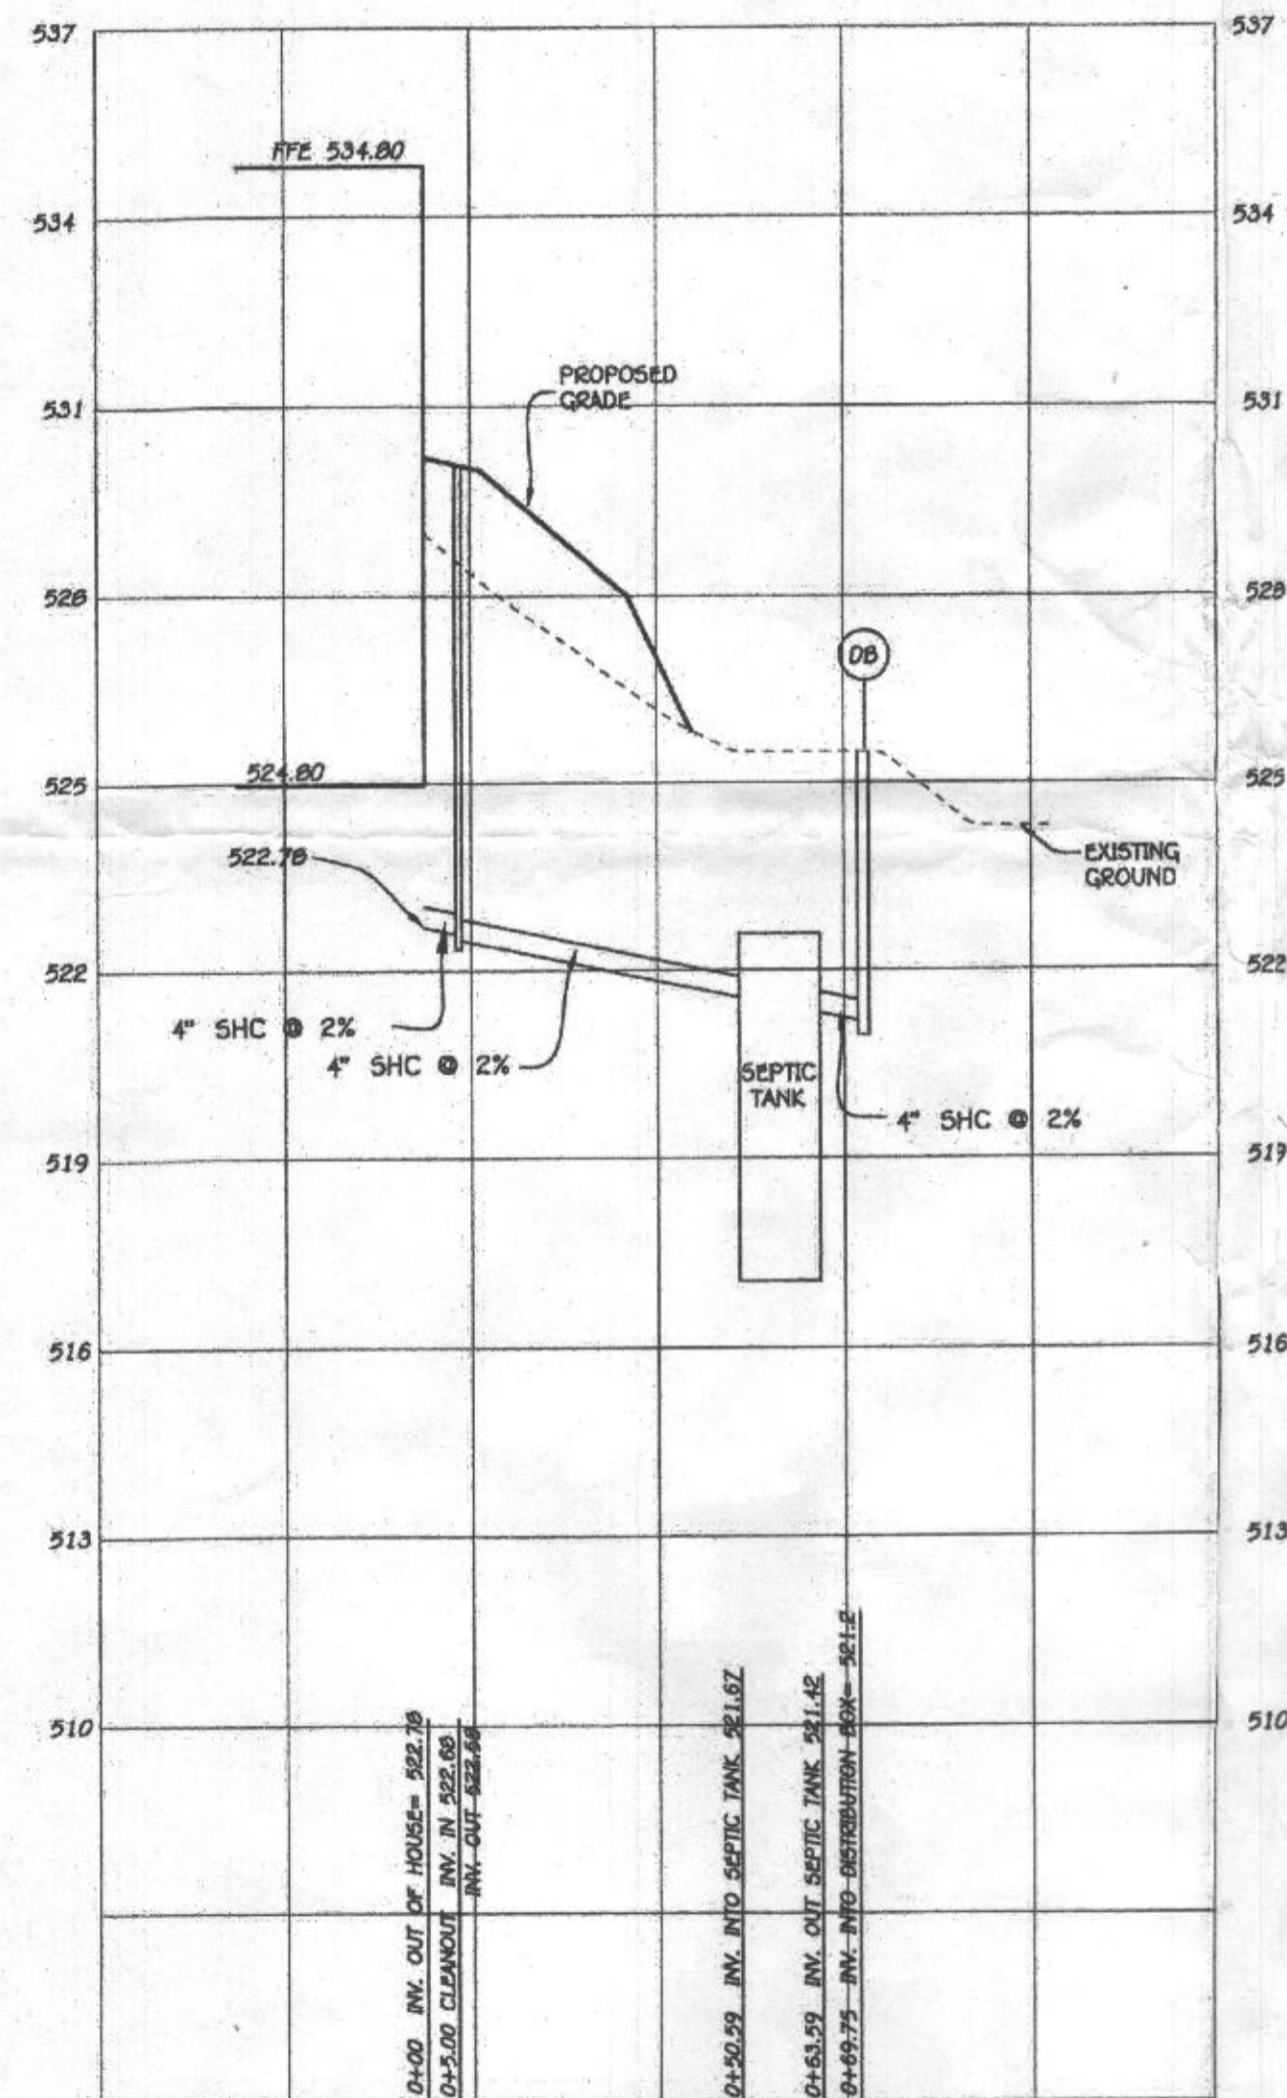 537 537
FFE 534.80
534 534
PROPOSED
GRADE
531 531
528 528
DB
524.80
525 525
522.78
EXISTING
GROUND
522 522
4" SHC @ 2%
4" SHC @ 2%
SEPTIC
TANK
4" SHC @ 2%
519 519
516 516
513 513
510 510
0+00 INV. OUT OF HOUSE= 522.78
0+5.00 CLEANOUT INV. IN 522.68
INV. OUT 522.58
0+50.59 INV. INTO SEPTIC TANK 521.67
0+63.59 INV. OUT SEPTIC TANK 521.42
0+69.75 INV. INTO DISTRIBUTION BOX= 521.2